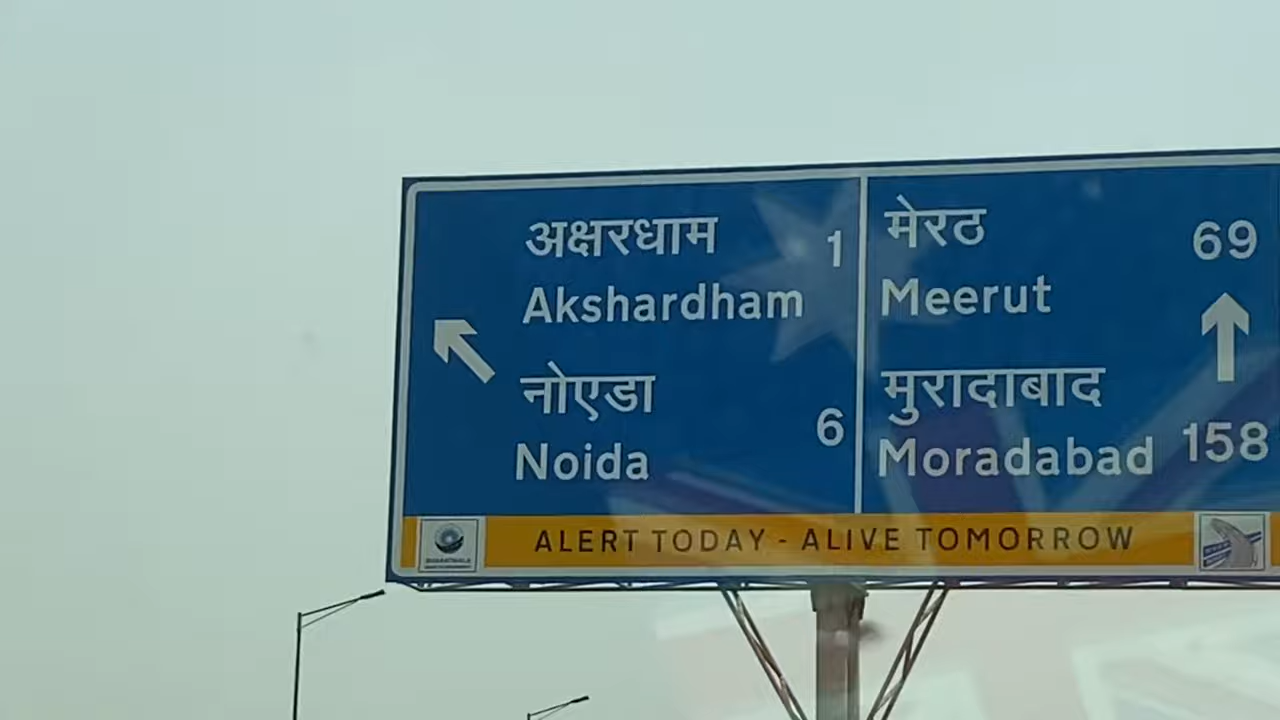 अक्षरधाम 1
Akshardham
नोएडा
Noida 6
मेरठ 69
Meerut
मुरादाबाद
Moradabad 158
ALERT TODAY - ALIVE TOMORROW